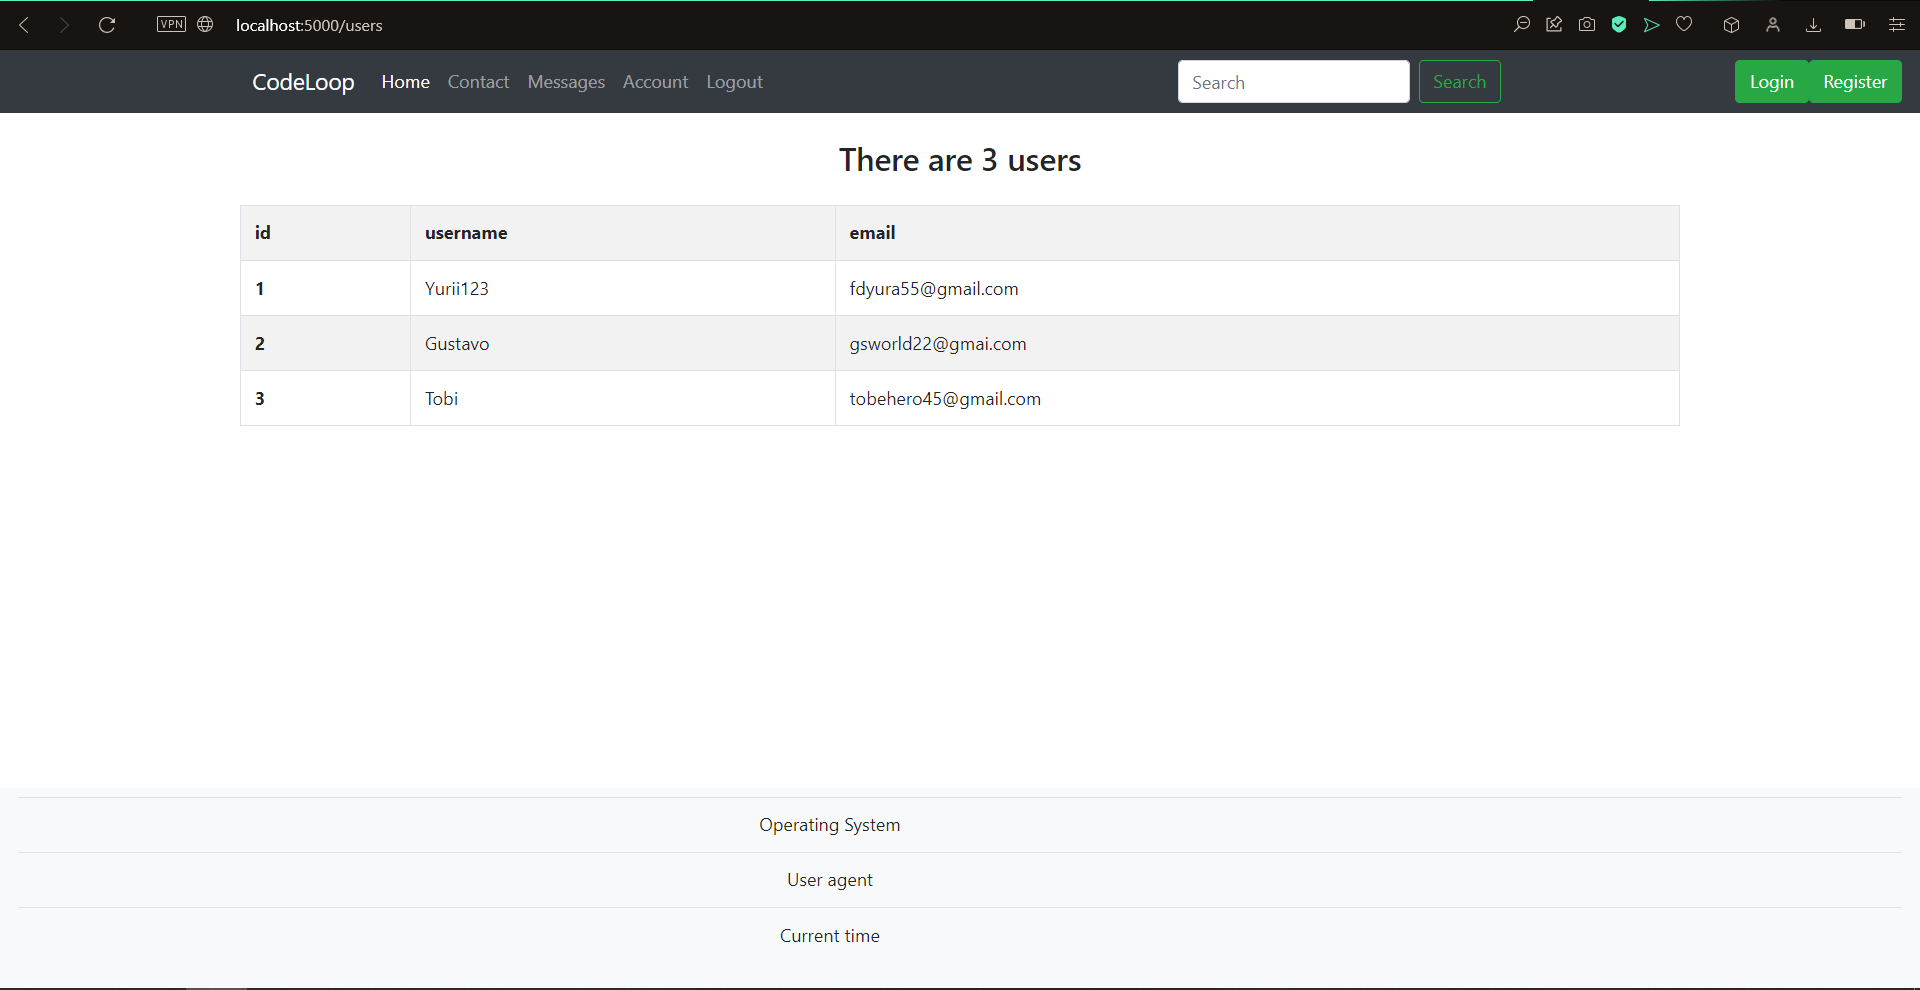 VPN localhost:5000/users
CodeLoop Home Contact Messages Account Logout Search Search Login Register
There are 3 users
id username email
1 Yurii123 fdyura55@gmail.com
2 Gustavo gsworld22@gmai.com
3 Tobi tobehero45@gmail.com
Operating System
User agent
Current time